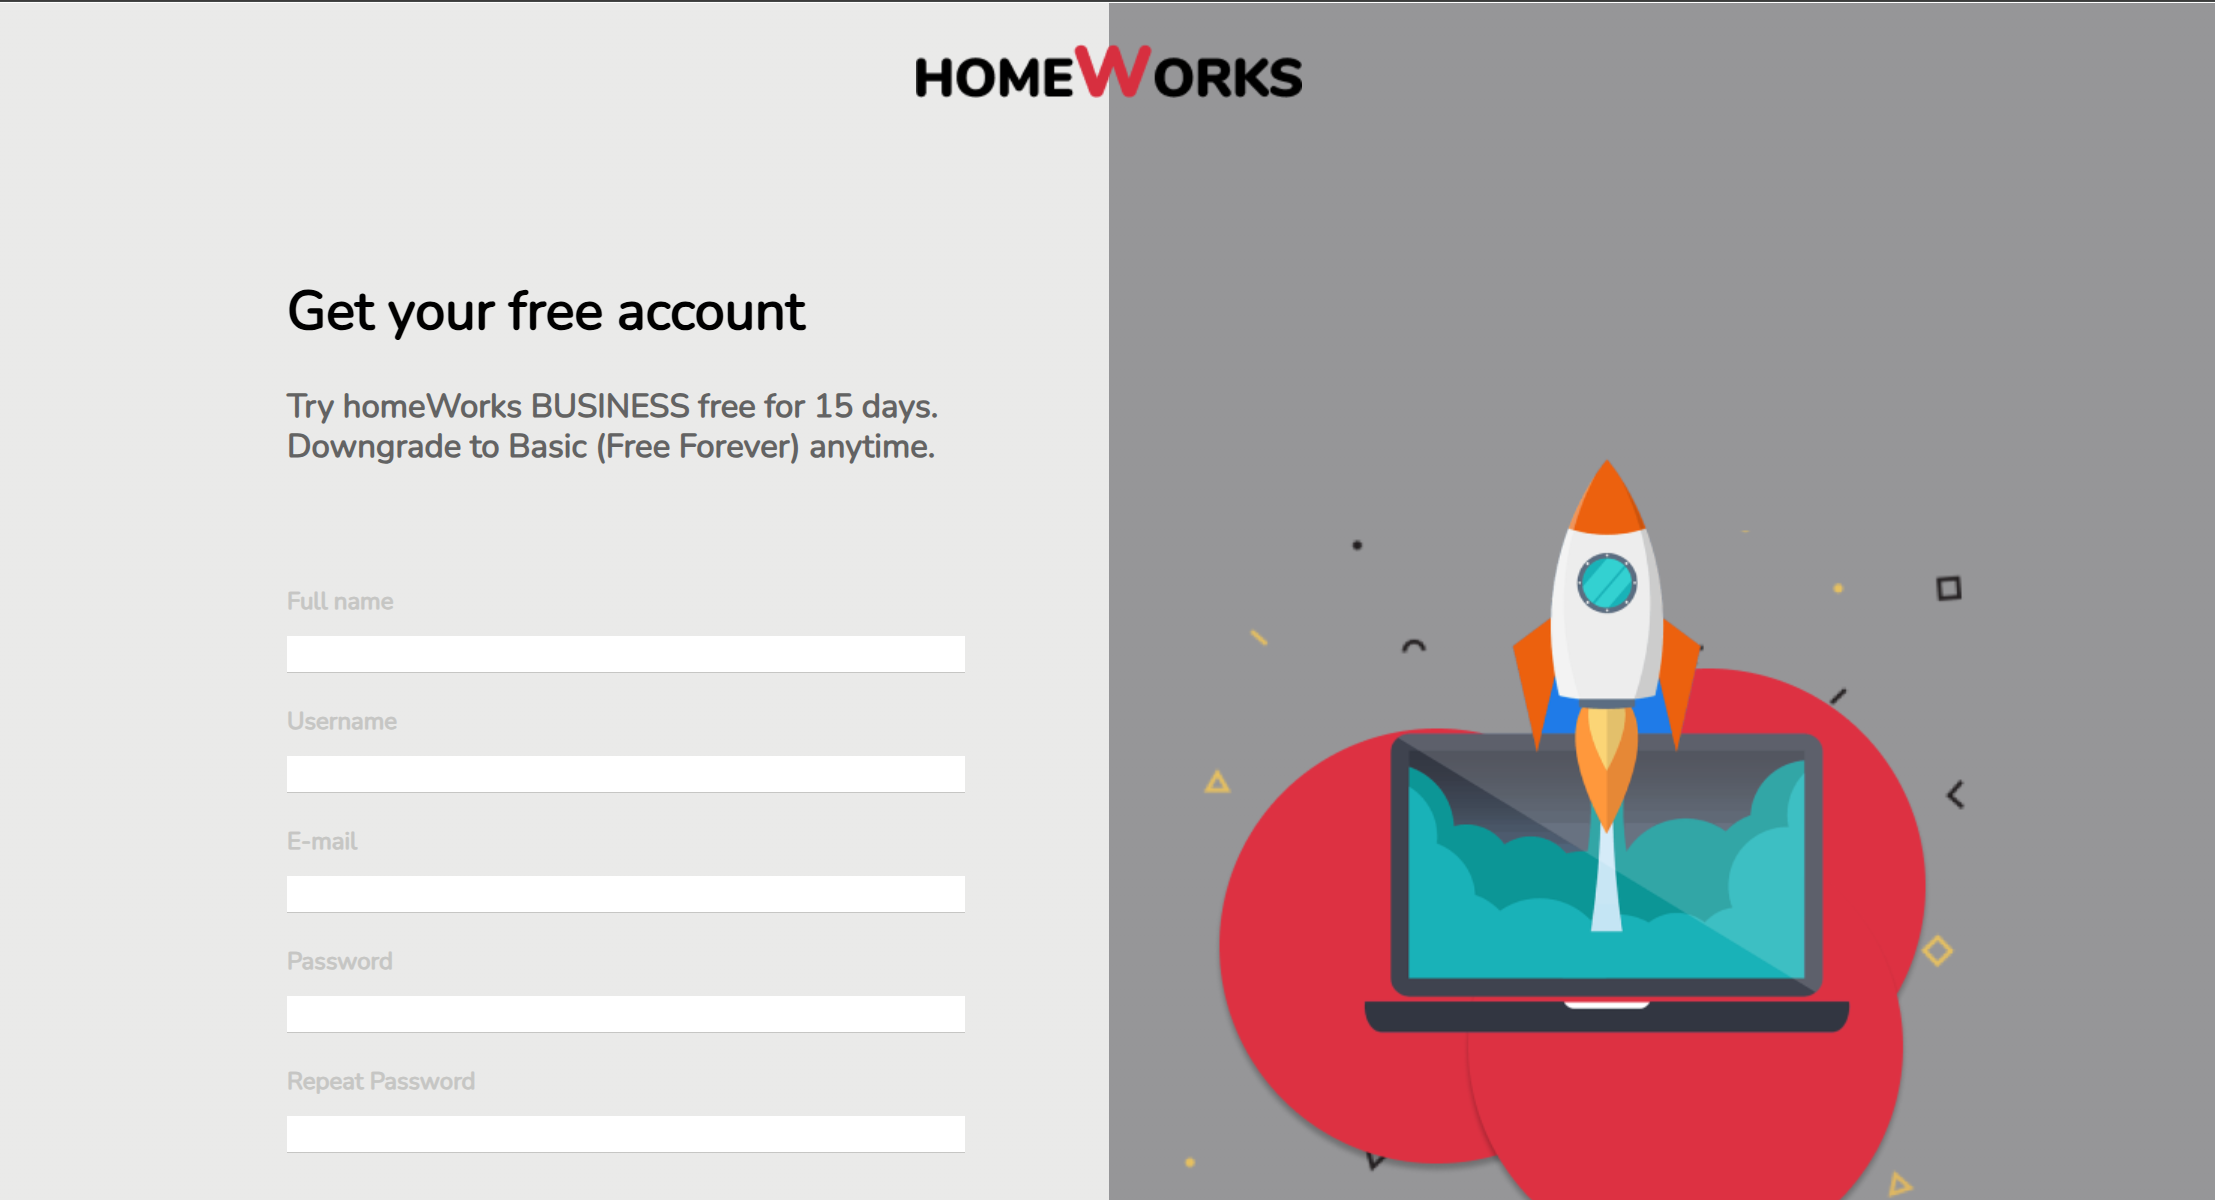 HOMEWORKS
Get your free account
Try homeWorks BUSINESS free for 15 days.
Downgrade to Basic (Free Forever) anytime.
Full name
Username
E-mail
Password
Repeat Password